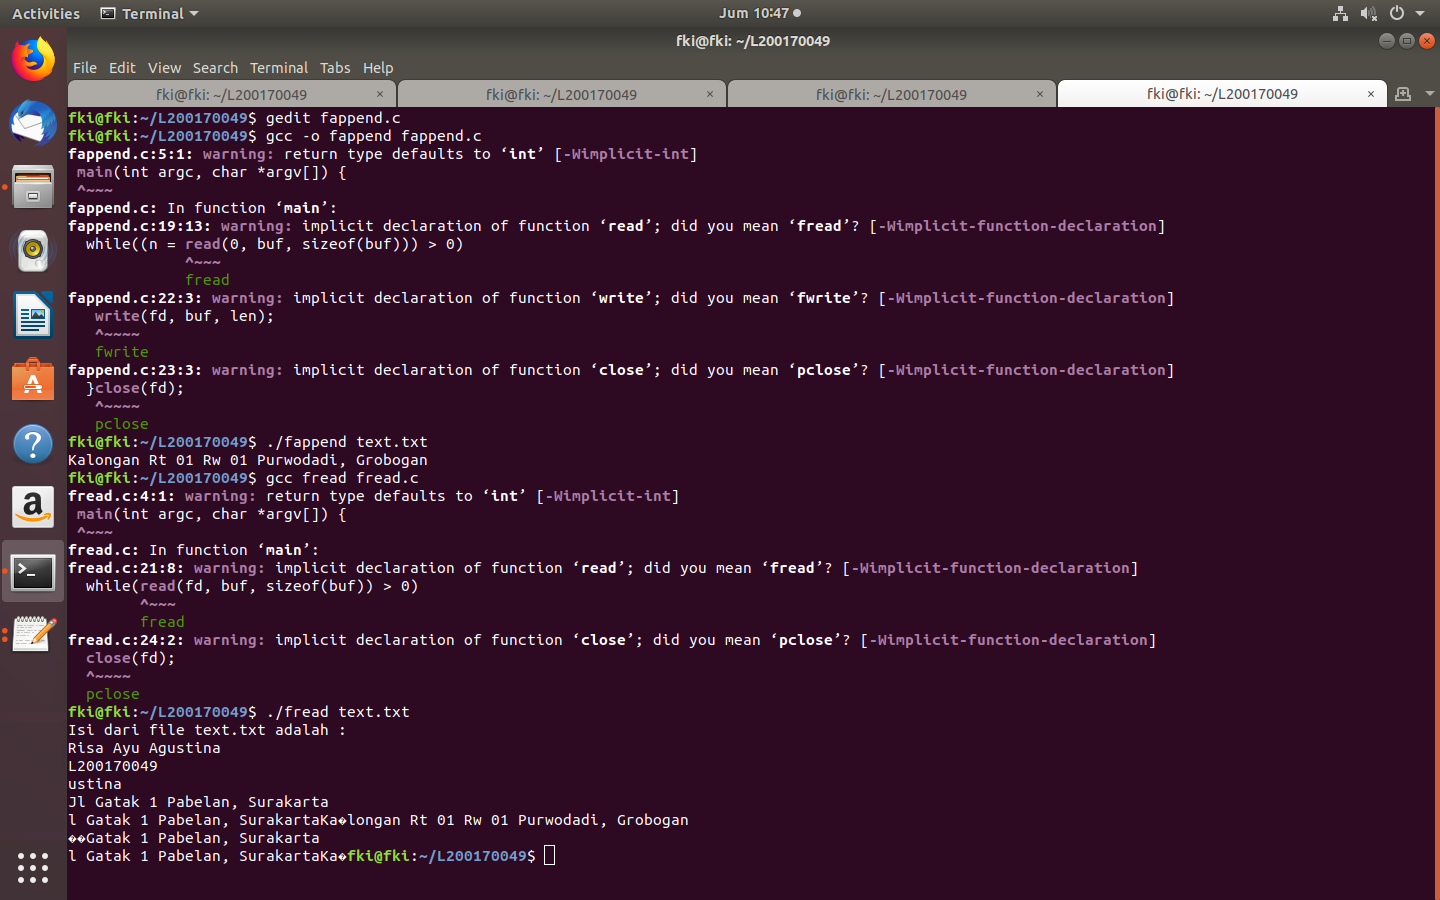 Activities Terminal Jum 10:47
fki@fki: ~/L200170049
File Edit View Search Terminal Tabs Help
fki@fki: ~/L200170049 × fki@fki: ~/L200170049 × fki@fki: ~/L200170049 × fki@fki: ~/L200170049 ×
fki@fki:~/L200170049$ gedit fappend.c
fki@fki:~/L200170049$ gcc -o fappend fappend.c
fappend.c:5:1: warning: return type defaults to ‘int’ [-Wimplicit-int]
 main(int argc, char *argv[]) {
 ^~~~
fappend.c: In function ‘main’:
fappend.c:19:13: warning: implicit declaration of function ‘read’; did you mean ‘fread’? [-Wimplicit-function-declaration]
  while((n = read(0, buf, sizeof(buf))) > 0)
             ^~~~
             fread
fappend.c:22:3: warning: implicit declaration of function ‘write’; did you mean ‘fwrite’? [-Wimplicit-function-declaration]
   write(fd, buf, len);
   ^~~~~
   fwrite
fappend.c:23:3: warning: implicit declaration of function ‘close’; did you mean ‘pclose’? [-Wimplicit-function-declaration]
  }close(fd);
   ^~~~~
   pclose
fki@fki:~/L200170049$ ./fappend text.txt
Kalongan Rt 01 Rw 01 Purwodadi, Grobogan
fki@fki:~/L200170049$ gcc fread fread.c
fread.c:4:1: warning: return type defaults to ‘int’ [-Wimplicit-int]
 main(int argc, char *argv[]) {
 ^~~~
fread.c: In function ‘main’:
fread.c:21:8: warning: implicit declaration of function ‘read’; did you mean ‘fread’? [-Wimplicit-function-declaration]
  while(read(fd, buf, sizeof(buf)) > 0)
        ^~~~
        fread
fread.c:24:2: warning: implicit declaration of function ‘close’; did you mean ‘pclose’? [-Wimplicit-function-declaration]
  close(fd);
  ^~~~~
  pclose
fki@fki:~/L200170049$ ./fread text.txt
Isi dari file text.txt adalah :
Risa Ayu Agustina
L200170049
ustina
Jl Gatak 1 Pabelan, Surakarta
l Gatak 1 Pabelan, SurakartaKa�longan Rt 01 Rw 01 Purwodadi, Grobogan
��Gatak 1 Pabelan, Surakarta
l Gatak 1 Pabelan, SurakartaKa�fki@fki:~/L200170049$